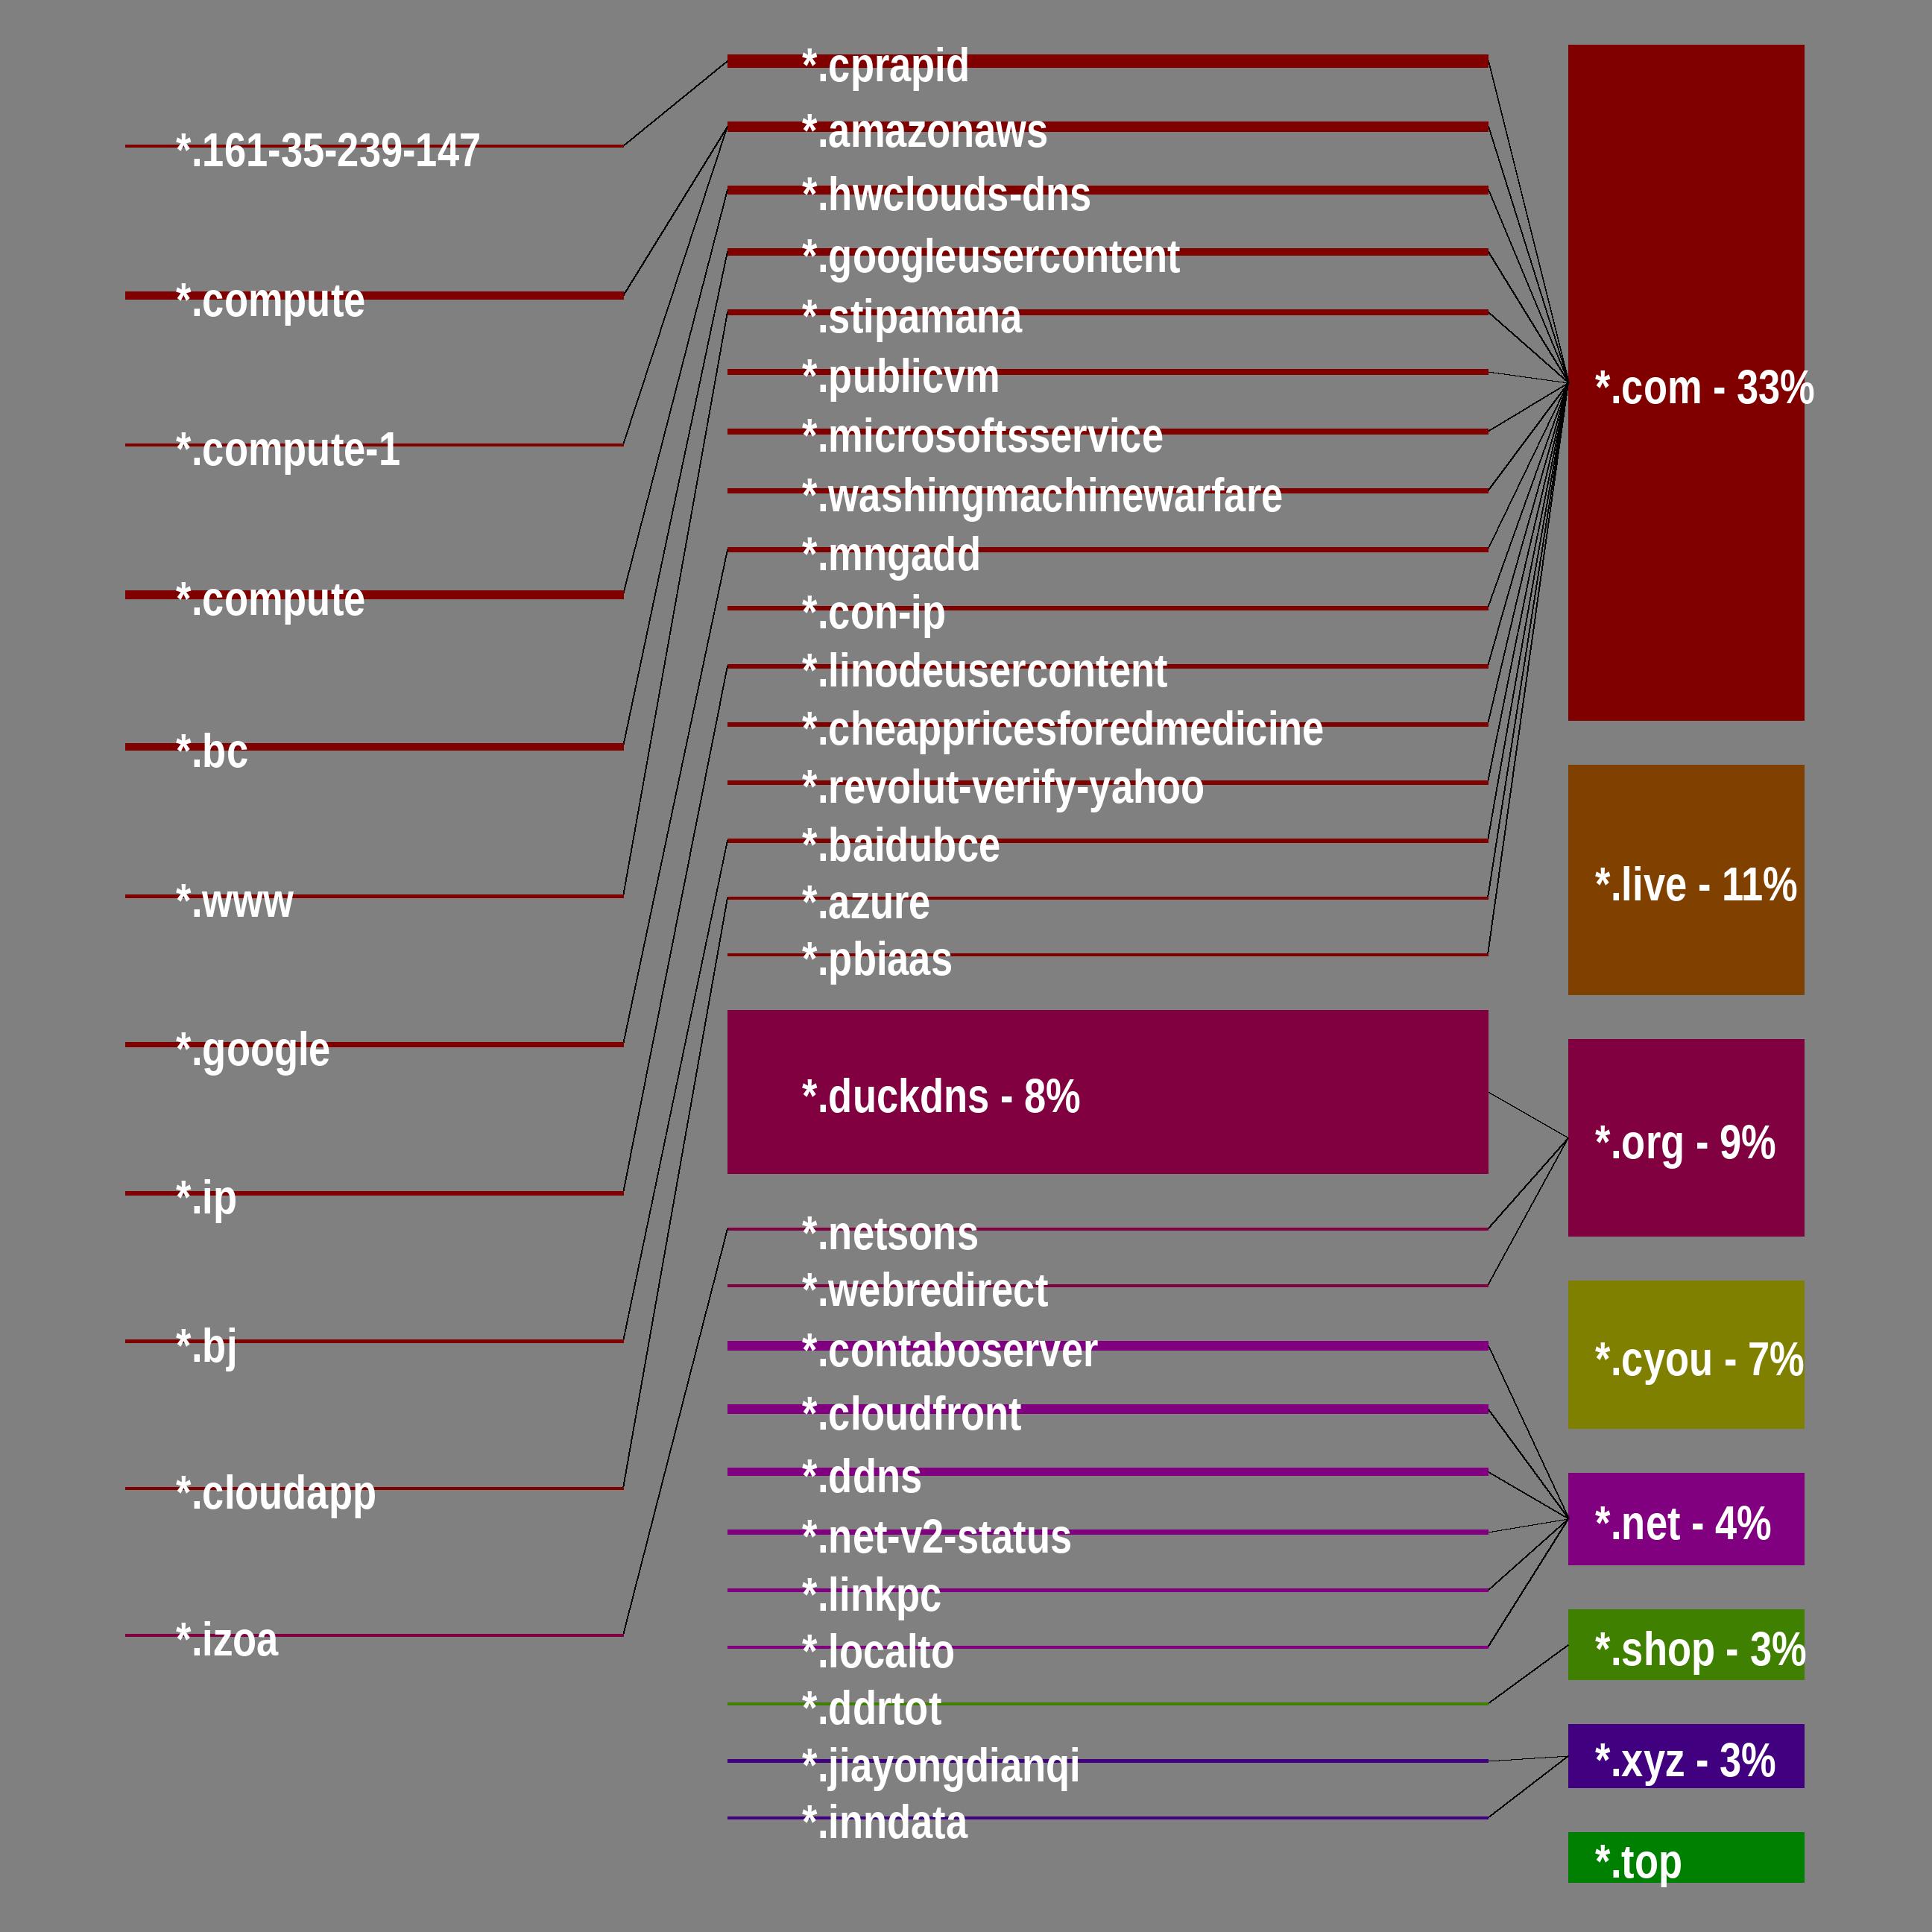 *.161-35-239-147
*.compute
*.compute-1
*.compute
*.bc
*.www
*.google
*.ip
*.bj
*.cloudapp
*.izoa
*.cprapid
*.amazonaws
*.hwclouds-dns
*.googleusercontent
*.stipamana
*.publicvm
*.microsoftsservice
*.washingmachinewarfare
*.mngadd
*.con-ip
*.linodeusercontent
*.cheappricesforedmedicine
*.revolut-verify-yahoo
*.baidubce
*.azure
*.pbiaas
*.duckdns - 8%
*.netsons
*.webredirect
*.contaboserver
*.cloudfront
*.ddns
*.net-v2-status
*.linkpc
*.localto
*.ddrtot
*.jiayongdianqi
*.inndata
*.com - 33%
*.live - 11%
*.org - 9%
*.cyou - 7%
*.net - 4%
*.shop - 3%
*.xyz - 3%
*.top